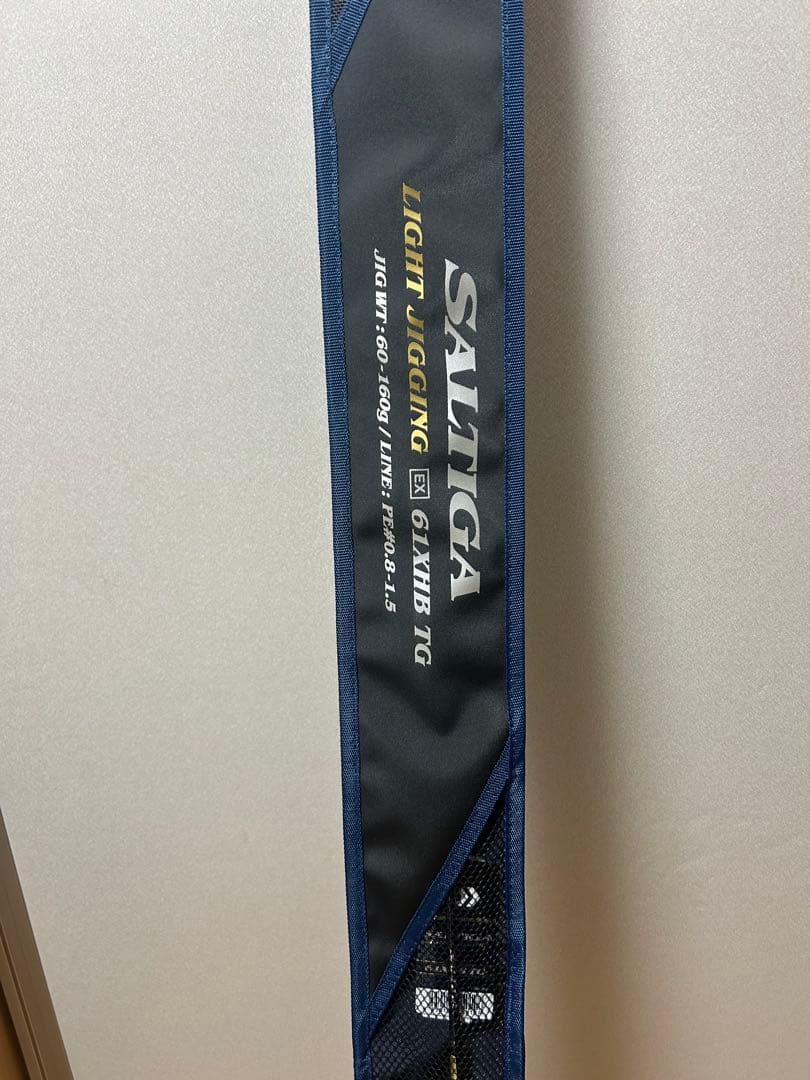 SALTIGA
LIGHT JIGGING EX 61XHB TG
JIG WT: 60-160g / LINE: PE#0.8-1.5